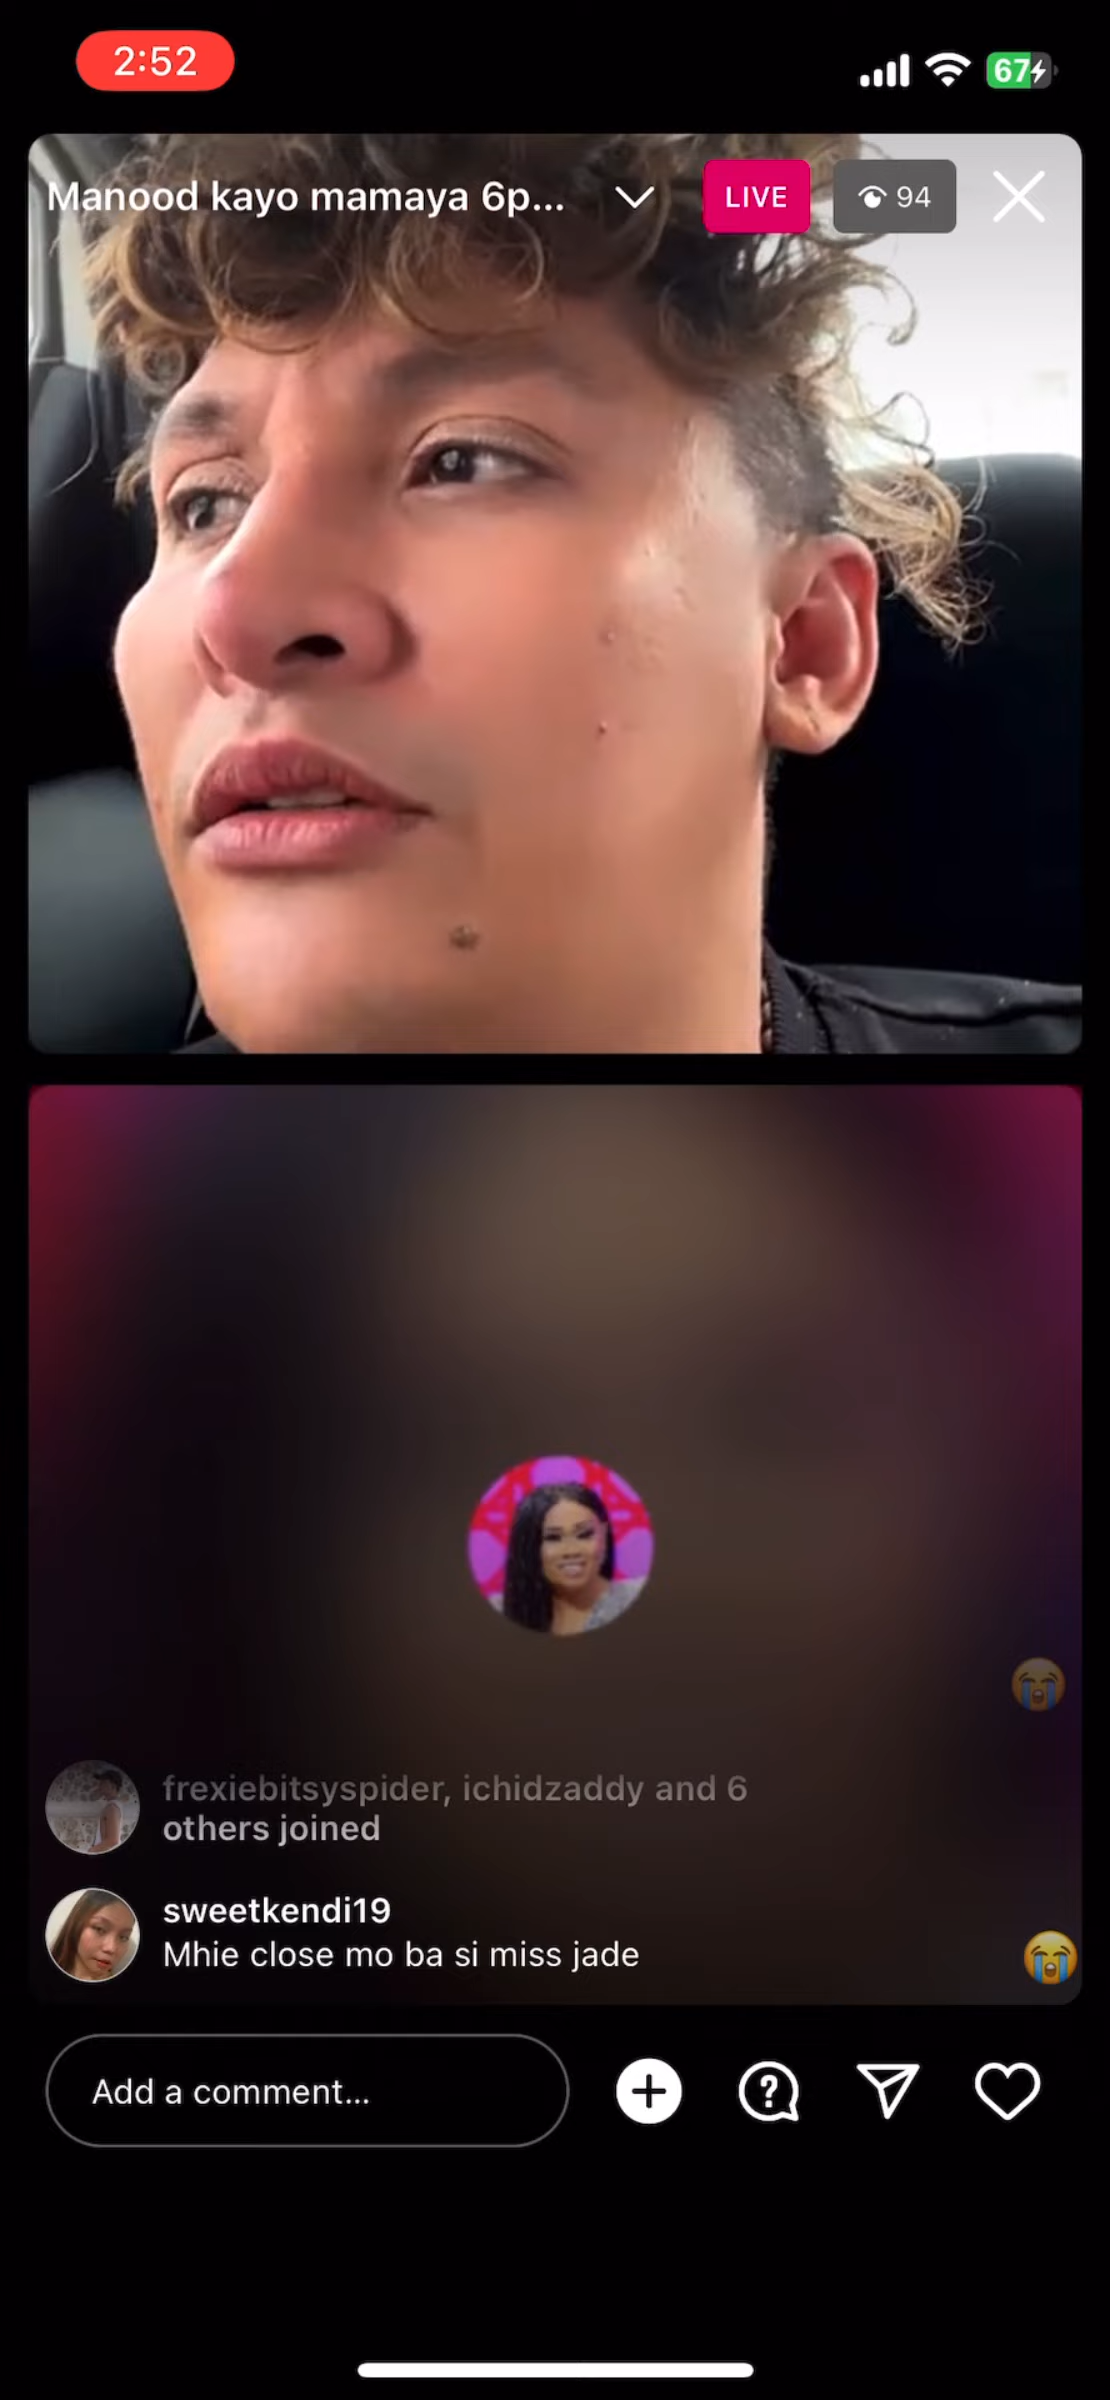 2:52
67
Manood kayo mamaya 6p...
LIVE
94
frexiebitsyspider, ichidzaddy and 6
others joined
sweetkendi19
Mhie close mo ba si miss jade
Add a comment...